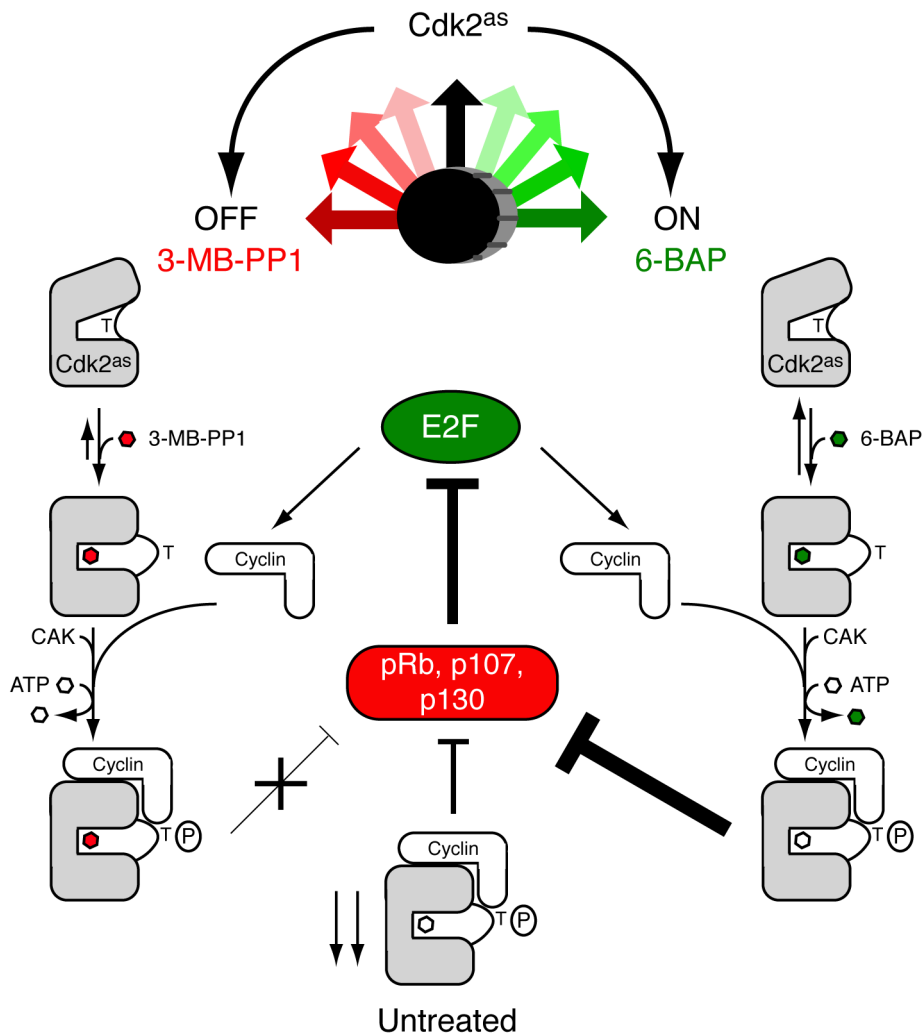 Cdk2as
OFF
3-MB-PP1
ON
6-BAP
T
Cdk2as
T
Cdk2as
3-MB-PP1
E2F
6-BAP
T
Cyclin
Cyclin
T
CAK
ATP
pRb, p107,
p130
CAK
ATP
Cyclin
T P
Cyclin
T P
Cyclin
T P
Untreated